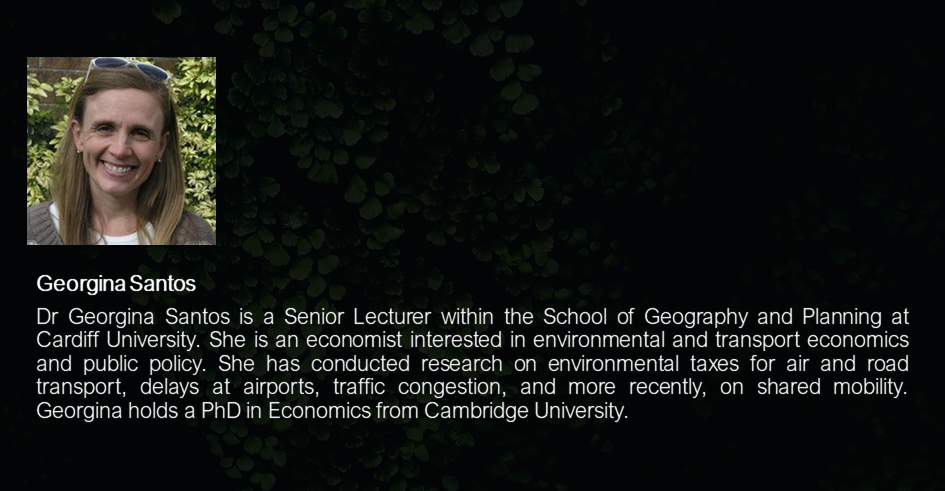 Georgina Santos
Dr Georgina Santos is a Senior Lecturer within the School of Geography and Planning at
Cardiff University. She is an economist interested in environmental and transport economics
and public policy. She has conducted research on environmental taxes for air and road
transport, delays at airports, traffic congestion, and more recently, on shared mobility.
Georgina holds a PhD in Economics from Cambridge University.